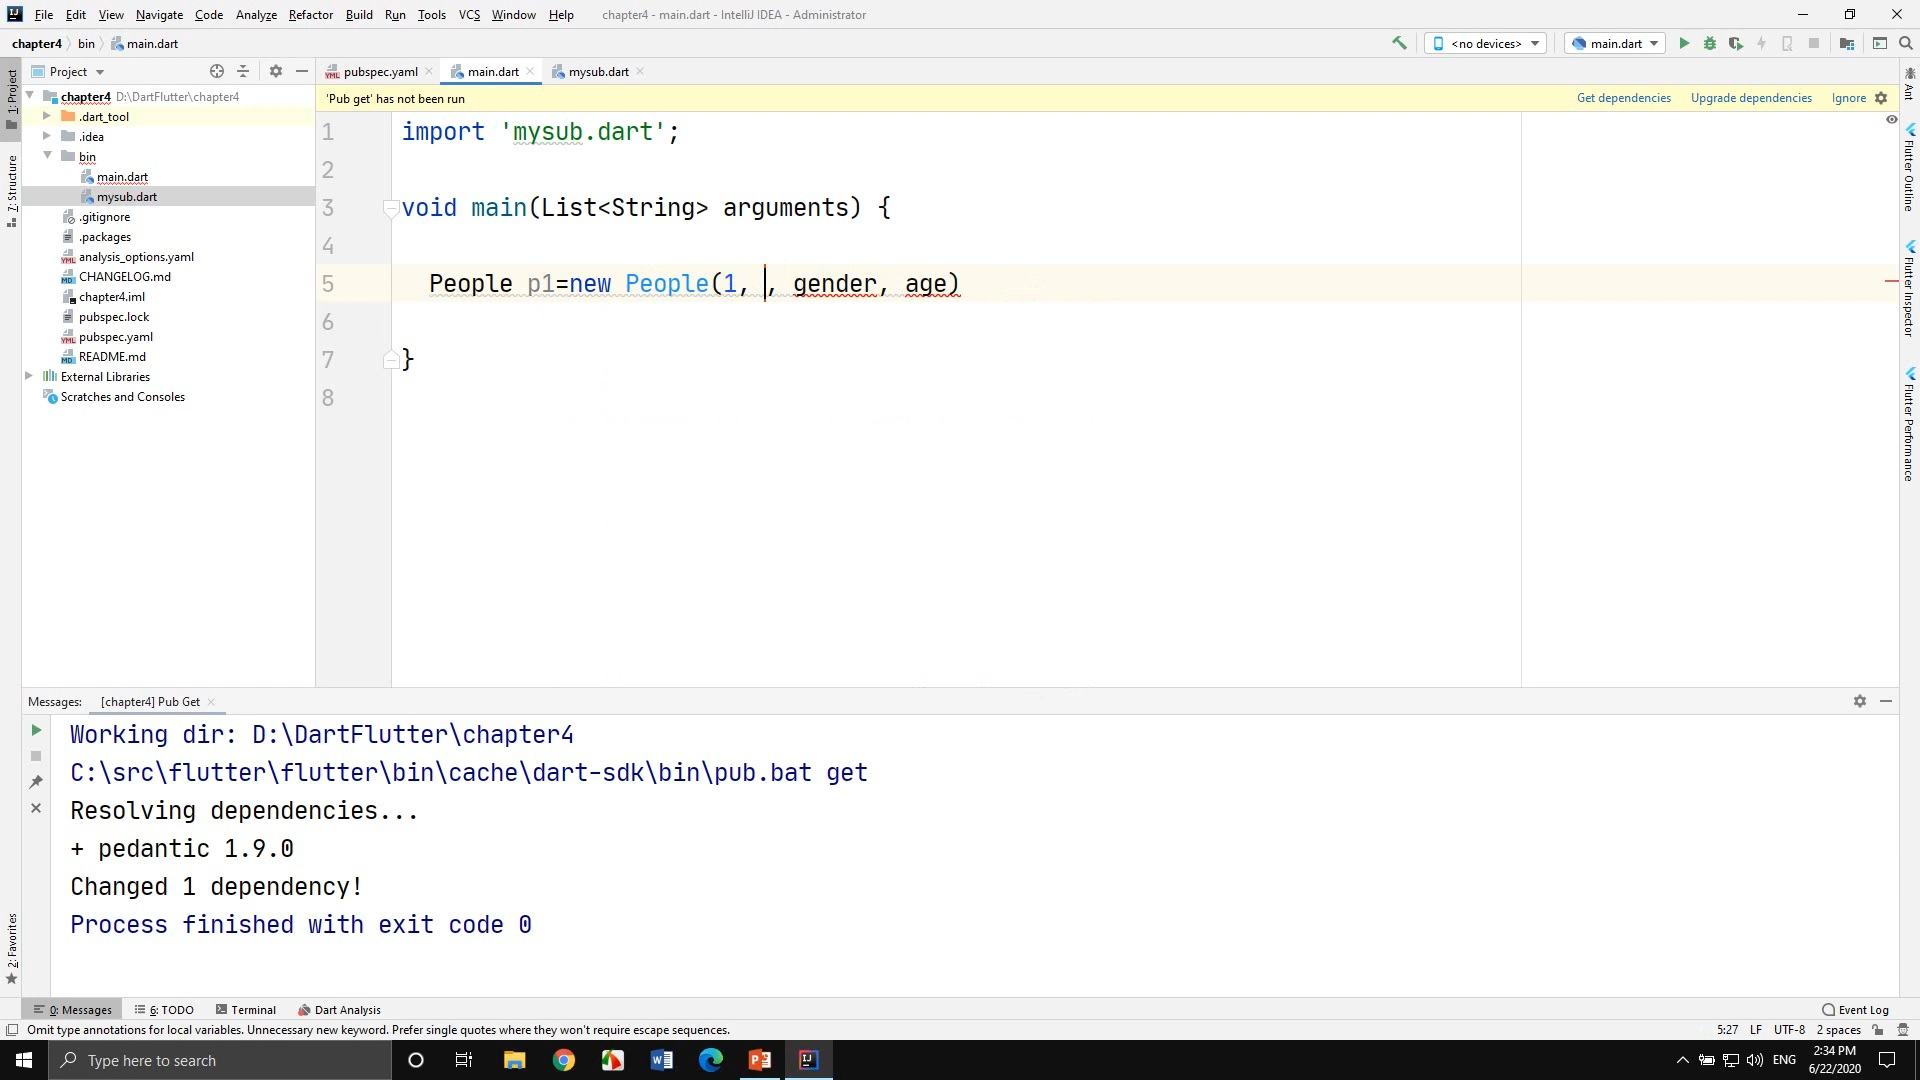 File Edit View Navigate Code Analyze Refactor Build Run Tools VCS Window Help chapter4 - main.dart - IntelliJ IDEA - Administrator
chapter4 bin main.dart <no devices> main.dart
Project pubspec.yaml main.dart mysub.dart
1: Project
7: Structure
2: Favorites
chapter4 D:\DartFlutter\chapter4
.dart_tool
.idea
bin
main.dart
mysub.dart
.gitignore
.packages
analysis_options.yaml
CHANGELOG.md
chapter4.iml
pubspec.lock
pubspec.yaml
README.md
External Libraries
Scratches and Consoles
'Pub get' has not been run Get dependencies Upgrade dependencies Ignore
1 import 'mysub.dart';
2
3 void main(List<String> arguments) {
4
5 People p1=new People(1, , gender, age)
6
7 }
8
Ant
Flutter Outline
Flutter Inspector
Flutter Performance
Messages: [chapter4] Pub Get
Working dir: D:\DartFlutter\chapter4
C:\src\flutter\flutter\bin\cache\dart-sdk\bin\pub.bat get
Resolving dependencies...
+ pedantic 1.9.0
Changed 1 dependency!
Process finished with exit code 0
0: Messages 6: TODO Terminal Dart Analysis Event Log
Omit type annotations for local variables. Unnecessary new keyword. Prefer single quotes where they won't require escape sequences. 5:27 LF UTF-8 2 spaces
Type here to search ENG 2:34 PM
6/22/2020